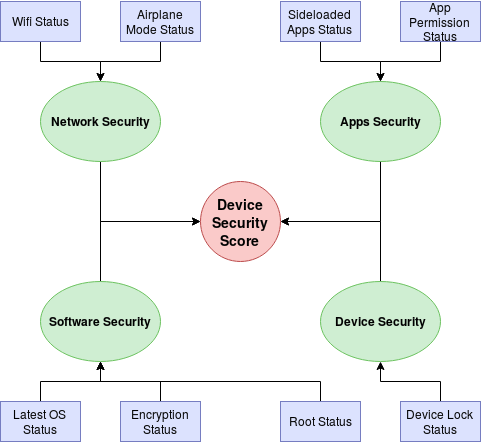 Wifi Status
Airplane
Mode Status
Sideloaded
Apps Status
App
Permission
Status
Network Security
Apps Security
Device
Security
Score
Software Security
Device Security
Latest OS
Status
Encryption
Status
Root Status
Device Lock
Status